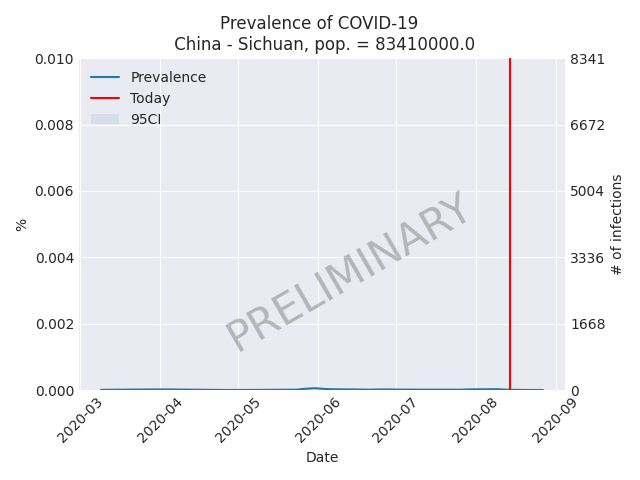 Prevalence of COVID-19
China - Sichuan, pop. = 83410000.0
Prevalence
Today
95CI
0.010
0.008
0.006
0.004
0.002
0.000
%
8341
6672
5004
3336
1668
0
# of infections
PRELIMINARY
2020-03
2020-04
2020-05
2020-06
2020-07
2020-08
2020-09
Date